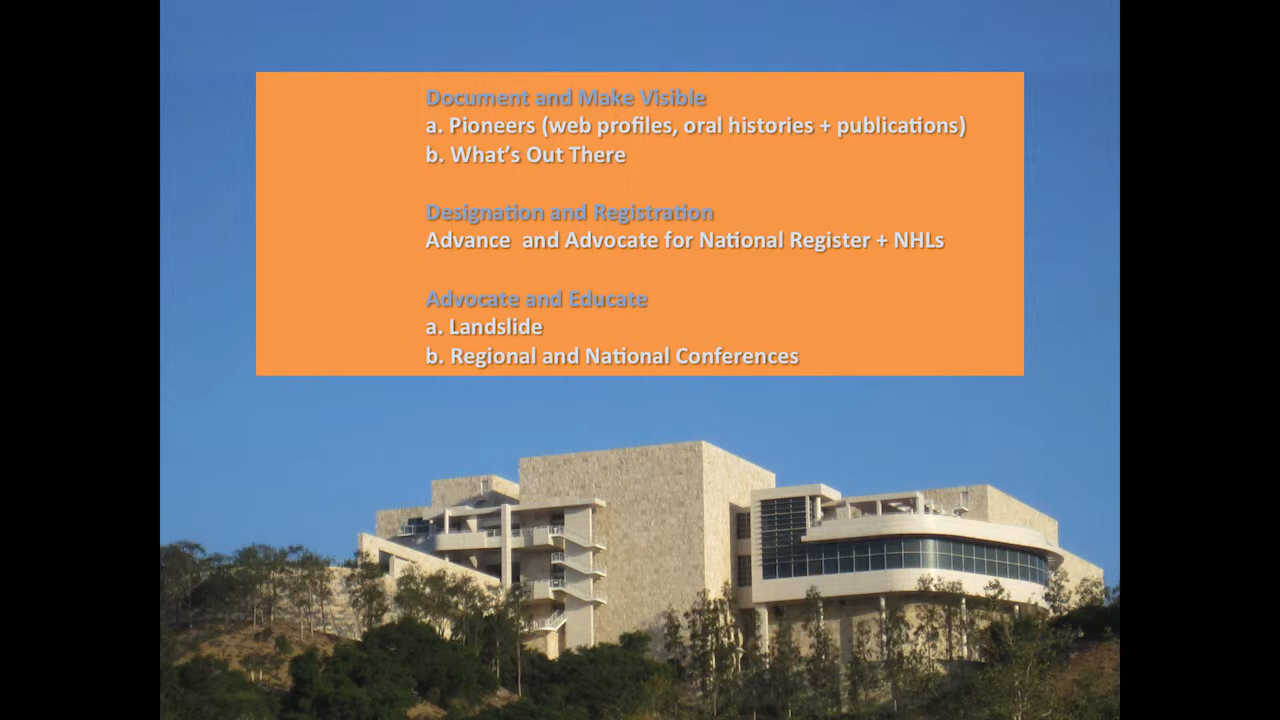 Document and Make Visible
a. Pioneers (web profiles, oral histories + publications)
b. What’s Out There
Designation and Registration
Advance  and Advocate for National Register + NHLs
Advocate and Educate
a. Landslide
b. Regional and National Conferences